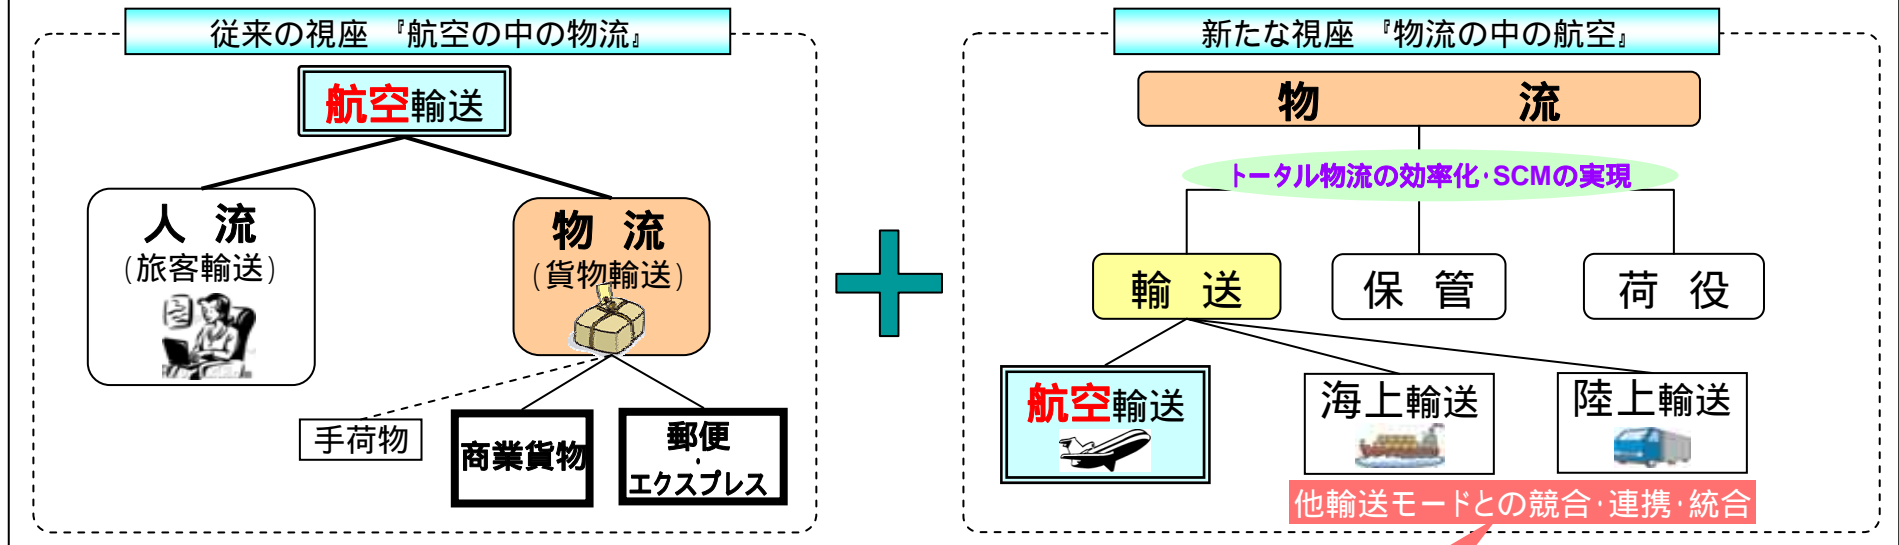 従来の視座 『航空の中の物流』
航空輸送
人 流
（旅客輸送）
物 流
（貨物輸送）
手荷物
商業貨物
郵便
・
エクスプレス
新たな視座 『物流の中の航空』
物 流
トータル物流の効率化・SCMの実現
輸 送
保 管
荷 役
航空輸送
海上輸送
陸上輸送
他輸送モードとの競合・連携・統合